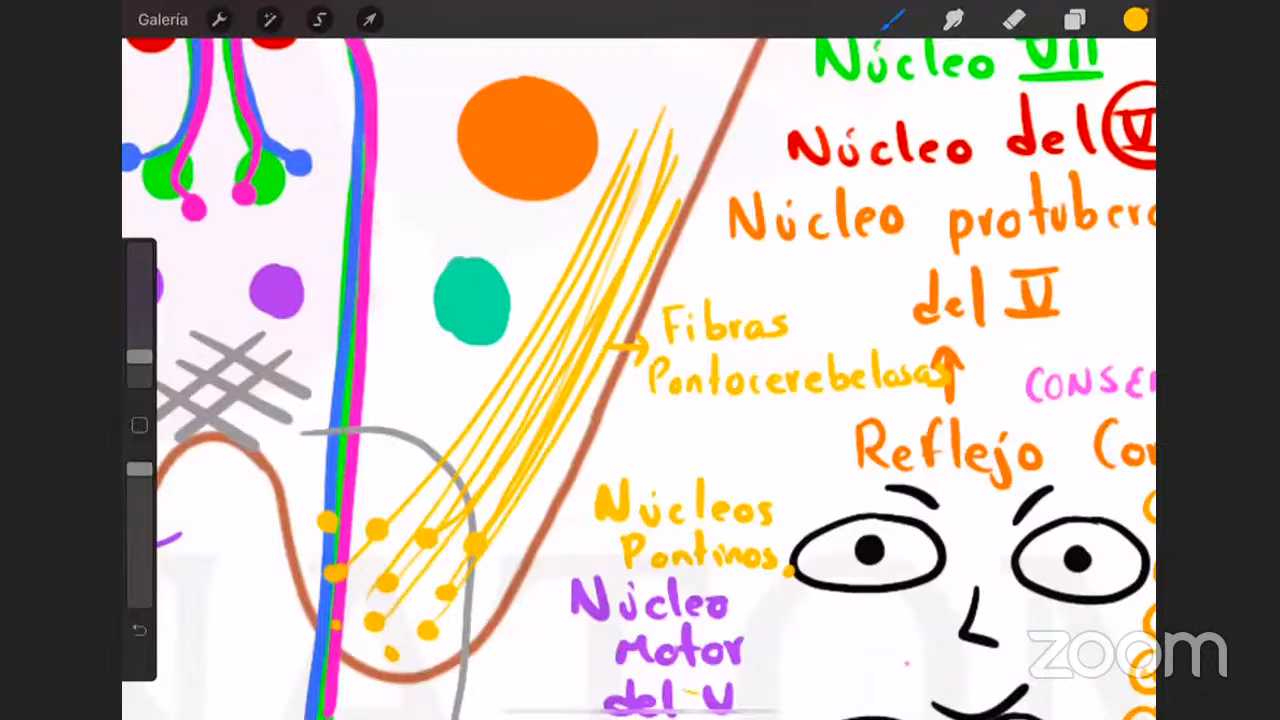 Galería
Núcleo VII
Núcleo del V
Núcleo protuber
del V
Fibras
Pontocerebelosas
CONSE
Reflejo Co
Núcleos
Pontinos
Núcleo
Motor
del V
zoom